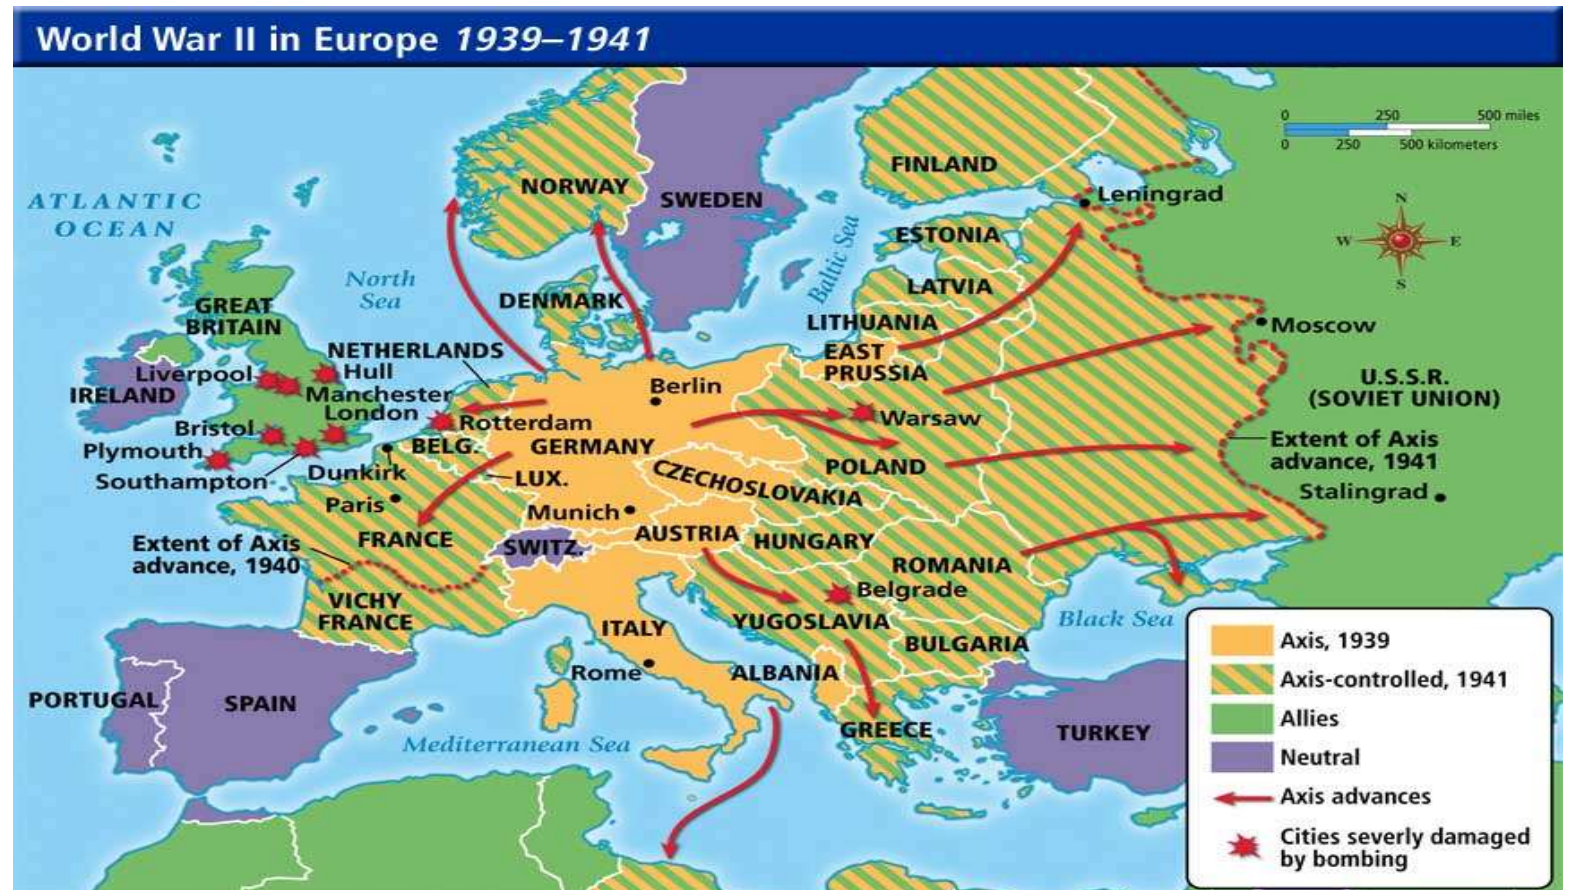 World War II in Europe 1939–1941
0 250 500 miles
0 250 500 kilometers
N
W E
S
ATLANTIC
OCEAN
North
Sea
Baltic Sea
NORWAY
SWEDEN
FINLAND
Leningrad
ESTONIA
LATVIA
LITHUANIA
EAST
PRUSSIA
DENMARK
GREAT
BRITAIN
NETHERLANDS
IRELAND
Liverpool
Hull
Manchester
London
Bristol
Plymouth
Southampton
Dunkirk
Rotterdam
BELG.
LUX.
Berlin
GERMANY
Munich
Paris
FRANCE
Extent of Axis
advance, 1940
VICHY
FRANCE
SWITZ.
AUSTRIA
CZECHOSLOVAKIA
Warsaw
POLAND
HUNGARY
ROMANIA
Belgrade
YUGOSLAVIA
BULGARIA
ITALY
Rome
ALBANIA
GREECE
PORTUGAL
SPAIN
Mediterranean Sea
Black Sea
TURKEY
Moscow
U.S.S.R.
(SOVIET UNION)
Extent of Axis
advance, 1941
Stalingrad
Axis, 1939
Axis-controlled, 1941
Allies
Neutral
Axis advances
Cities severly damaged
by bombing